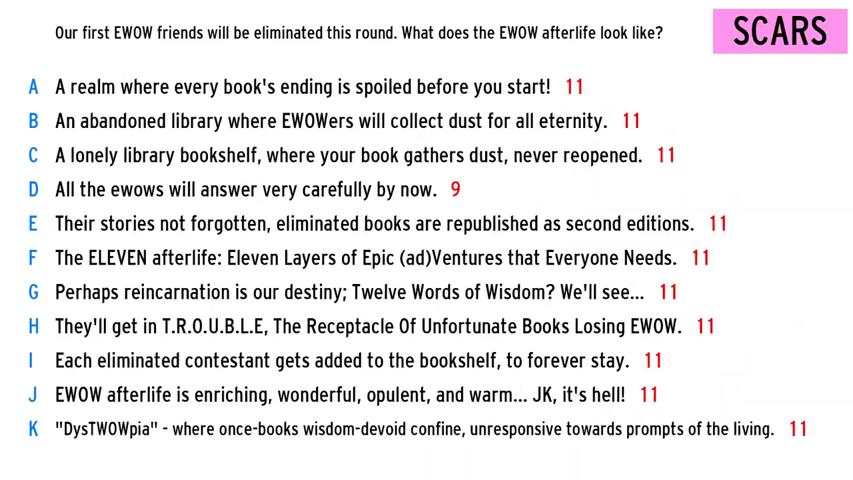 Our first EWOW friends will be eliminated this round. What does the EWOW afterlife look like?
SCARS
A A realm where every book's ending is spoiled before you start! 11
B An abandoned library where EWOWers will collect dust for all eternity. 11
C A lonely library bookshelf, where your book gathers dust, never reopened. 11
D All the ewows will answer very carefully by now. 9
E Their stories not forgotten, eliminated books are republished as second editions. 11
F The ELEVEN afterlife: Eleven Layers of Epic (ad)Ventures that Everyone Needs. 11
G Perhaps reincarnation is our destiny; Twelve Words of Wisdom? We'll see... 11
H They'll get in T.R.O.U.B.L.E, The Receptacle Of Unfortunate Books Losing EWOW. 11
I Each eliminated contestant gets added to the bookshelf, to forever stay. 11
J EWOW afterlife is enriching, wonderful, opulent, and warm... JK, it's hell! 11
K "DysTWOWpia" - where once-books wisdom-devoid confine, unresponsive towards prompts of the living. 11